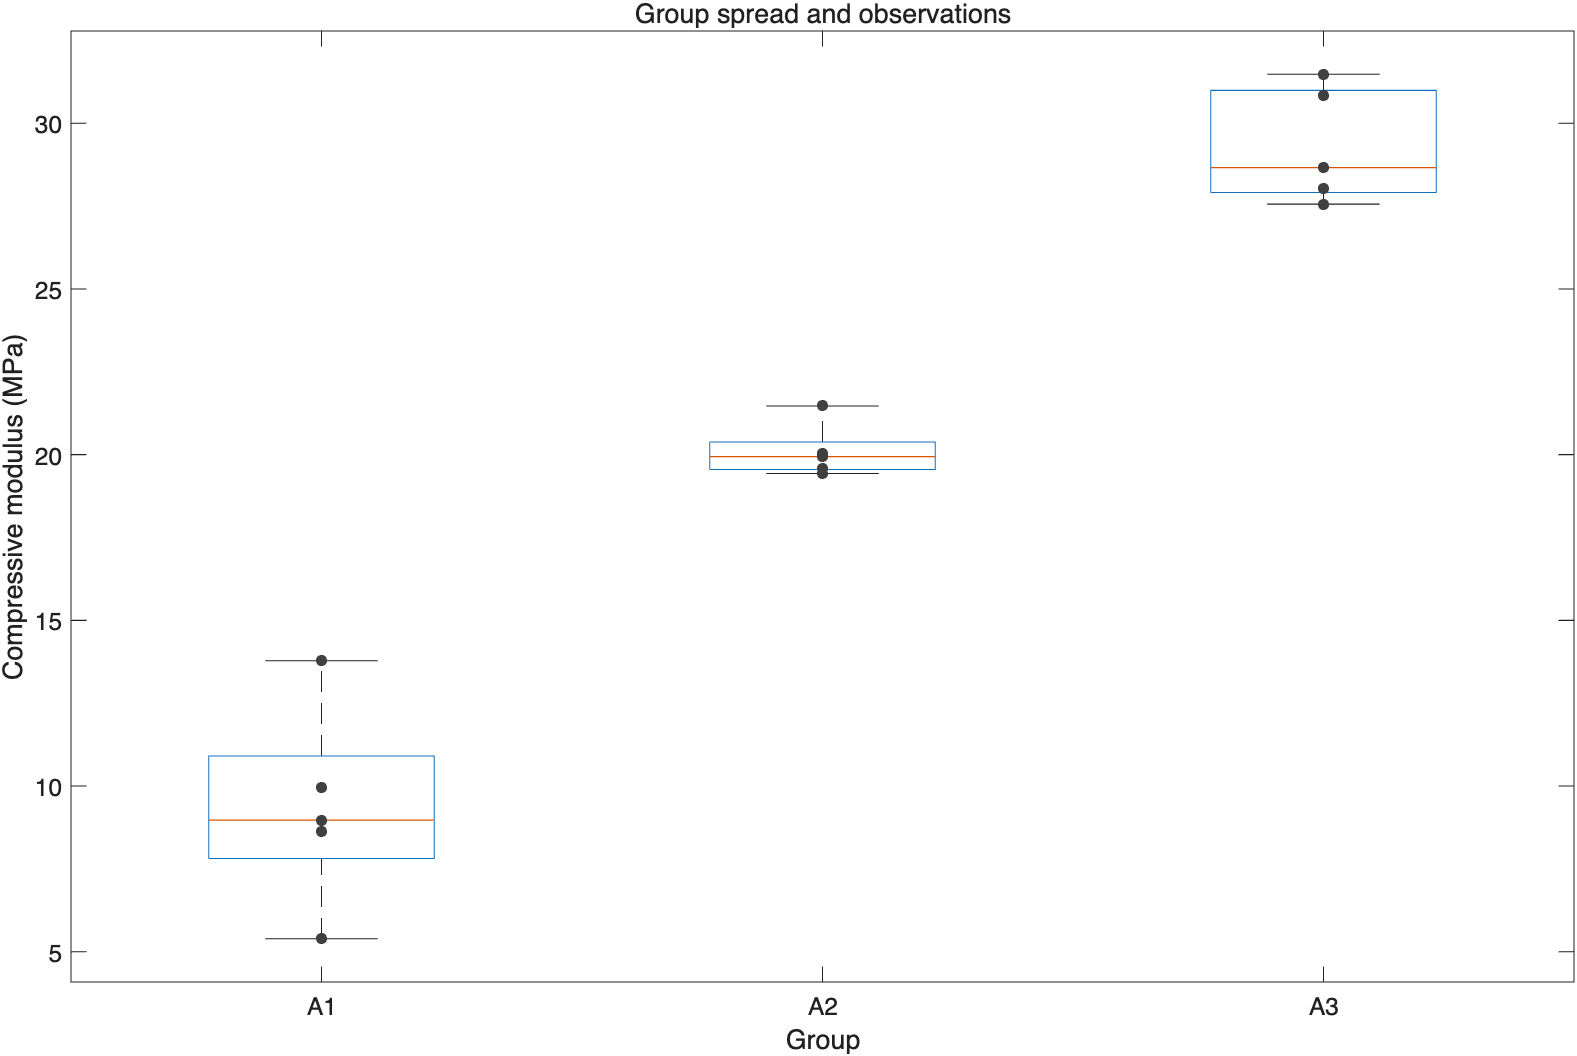 Group spread and observations
Compressive modulus (MPa)
30
25
20
15
10
5
A1 A2 A3
Group